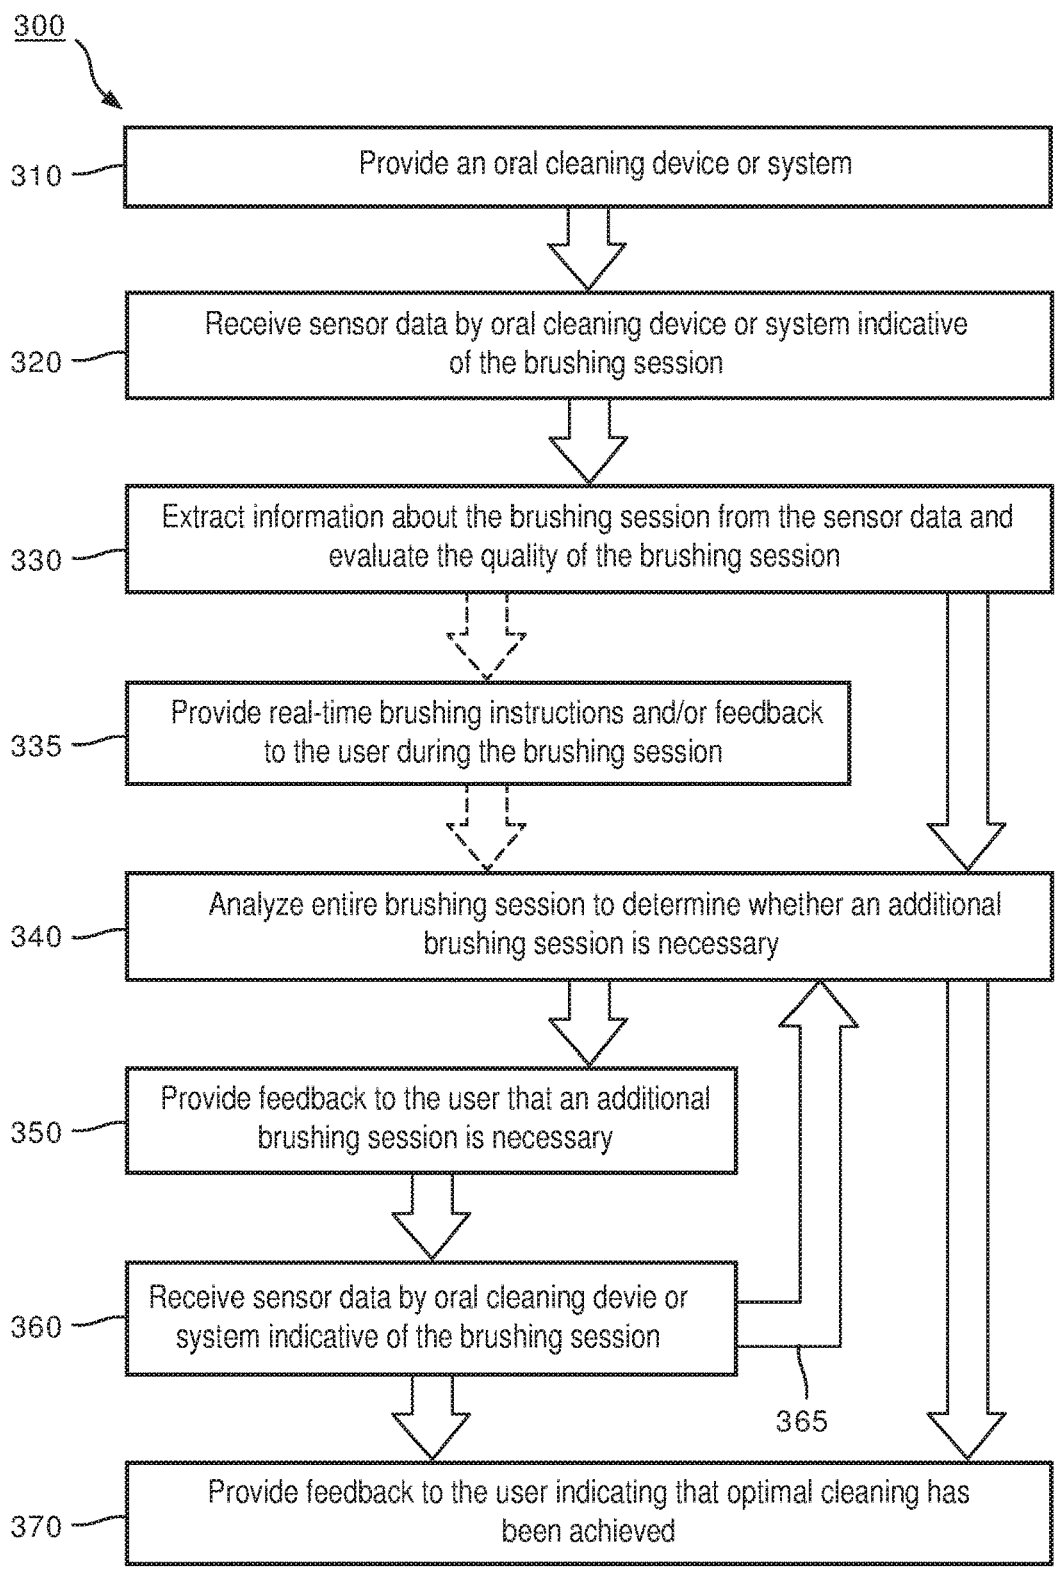 300
310
Provide an oral cleaning device or system
320
Receive sensor data by oral cleaning device or system indicative
of the brushing session
330
Extract information about the brushing session from the sensor data and
evaluate the quality of the brushing session
335
Provide real-time brushing instructions and/or feedback
to the user during the brushing session
340
Analyze entire brushing session to determine whether an additional
brushing session is necessary
350
Provide feedback to the user that an additional
brushing session is necessary
360
Receive sensor data by oral cleaning devie or
system indicative of the brushing session
365
370
Provide feedback to the user indicating that optimal cleaning has
been achieved